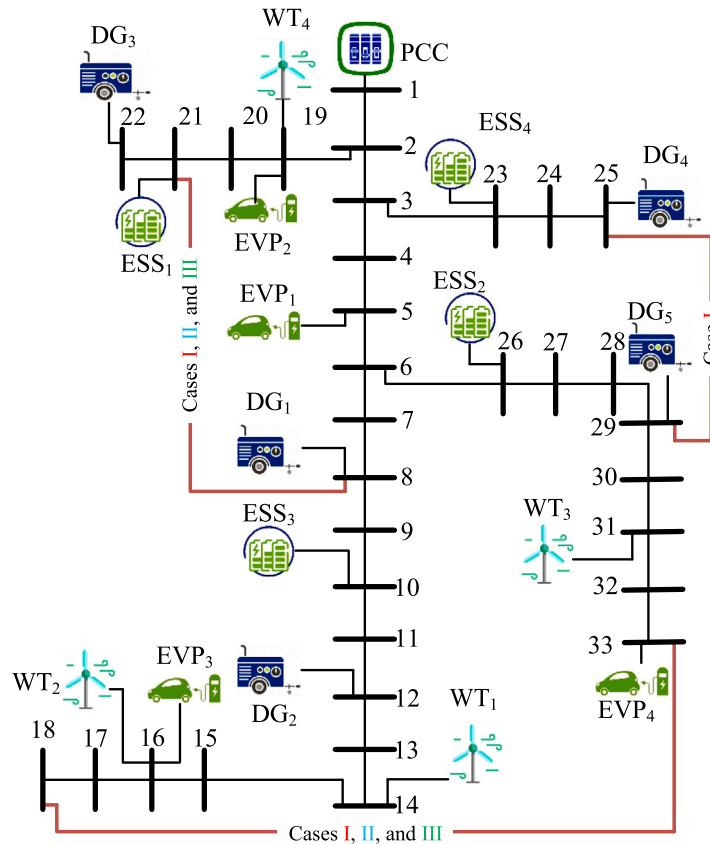 WT4
PCC
DG3
1
22
21
20
19
ESS4
2
DG4
23
24
25
3
ESS1
EVP2
4
ESS2
EVP1
5
DG5
26
27
28
6
Cases I, II, and III
Case I
DG1
7
29
8
30
ESS3
WT3
31
9
10
32
11
33
EVP3
WT2
DG2
12
WT1
EVP4
18
17
16
15
13
14
Cases I, II, and III